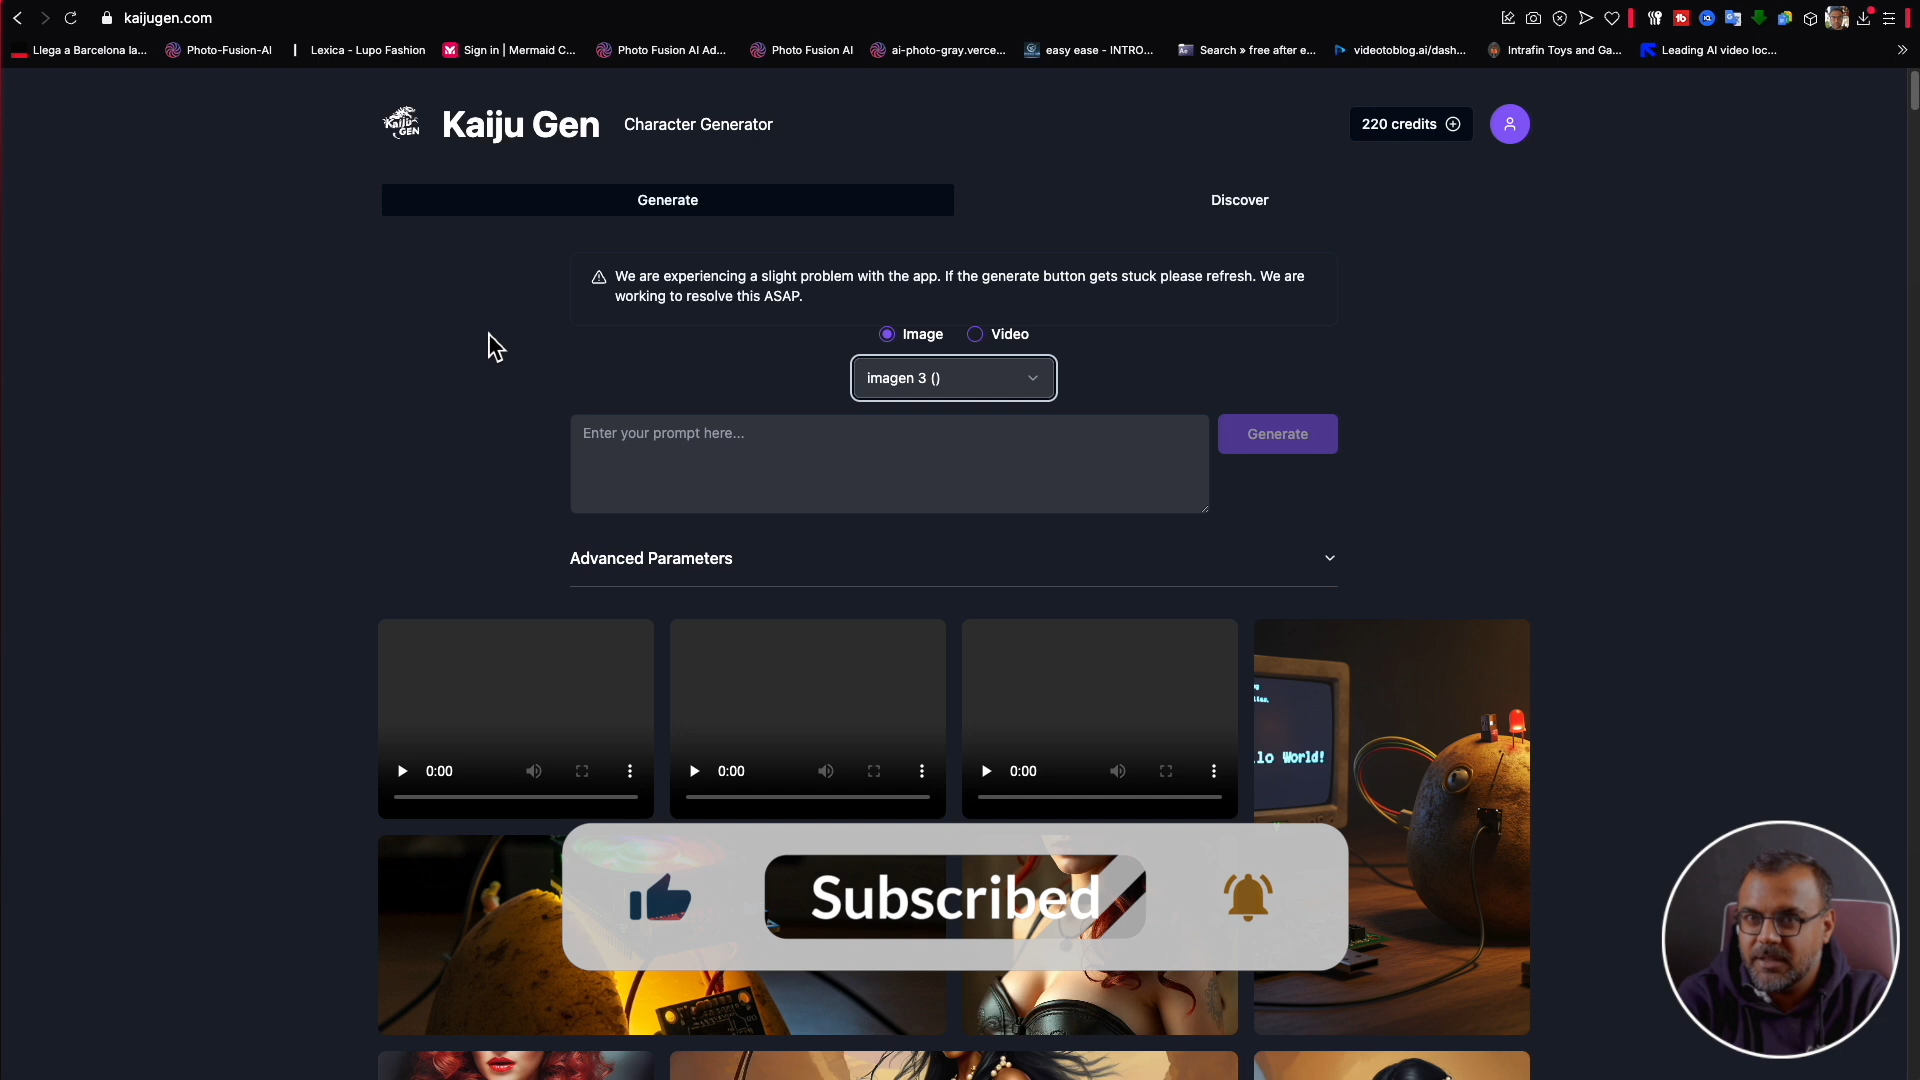 kaijugen.com
Llega a Barcelona la...
Photo-Fusion-AI
Lexica - Lupo Fashion
Sign in | Mermaid C...
Photo Fusion AI Ad...
Photo Fusion AI
ai-photo-gray.verce...
easy ease - INTRO...
Search » free after e...
videotoblog.ai/dash...
Intrafin Toys and Ga...
Leading AI video loc...
Kaiju GEN
Kaiju Gen
Character Generator
220 credits
Generate
Discover
We are experiencing a slight problem with the app. If the generate button gets stuck please refresh. We are
working to resolve this ASAP.
Image
Video
imagen 3 ()
Enter your prompt here...
Generate
Advanced Parameters
0:00
0:00
0:00
lo World!
Subscribed